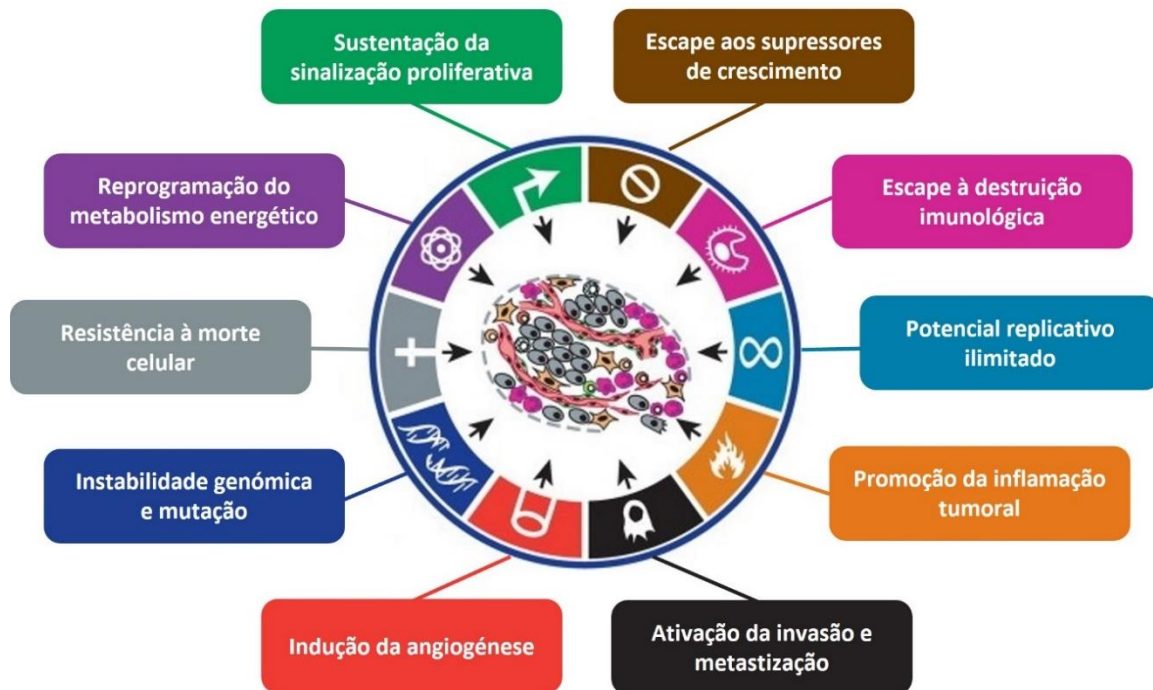 Sustentação da
sinalização proliferativa
Escape aos supressores
de crescimento
Reprogramação do
metabolismo energético
Escape à destruição
imunológica
Resistência à morte
celular
Potencial replicativo
ilimitado
Instabilidade genómica
e mutação
Promoção da inflamação
tumoral
Indução da angiogénese
Ativação da invasão e
metastização